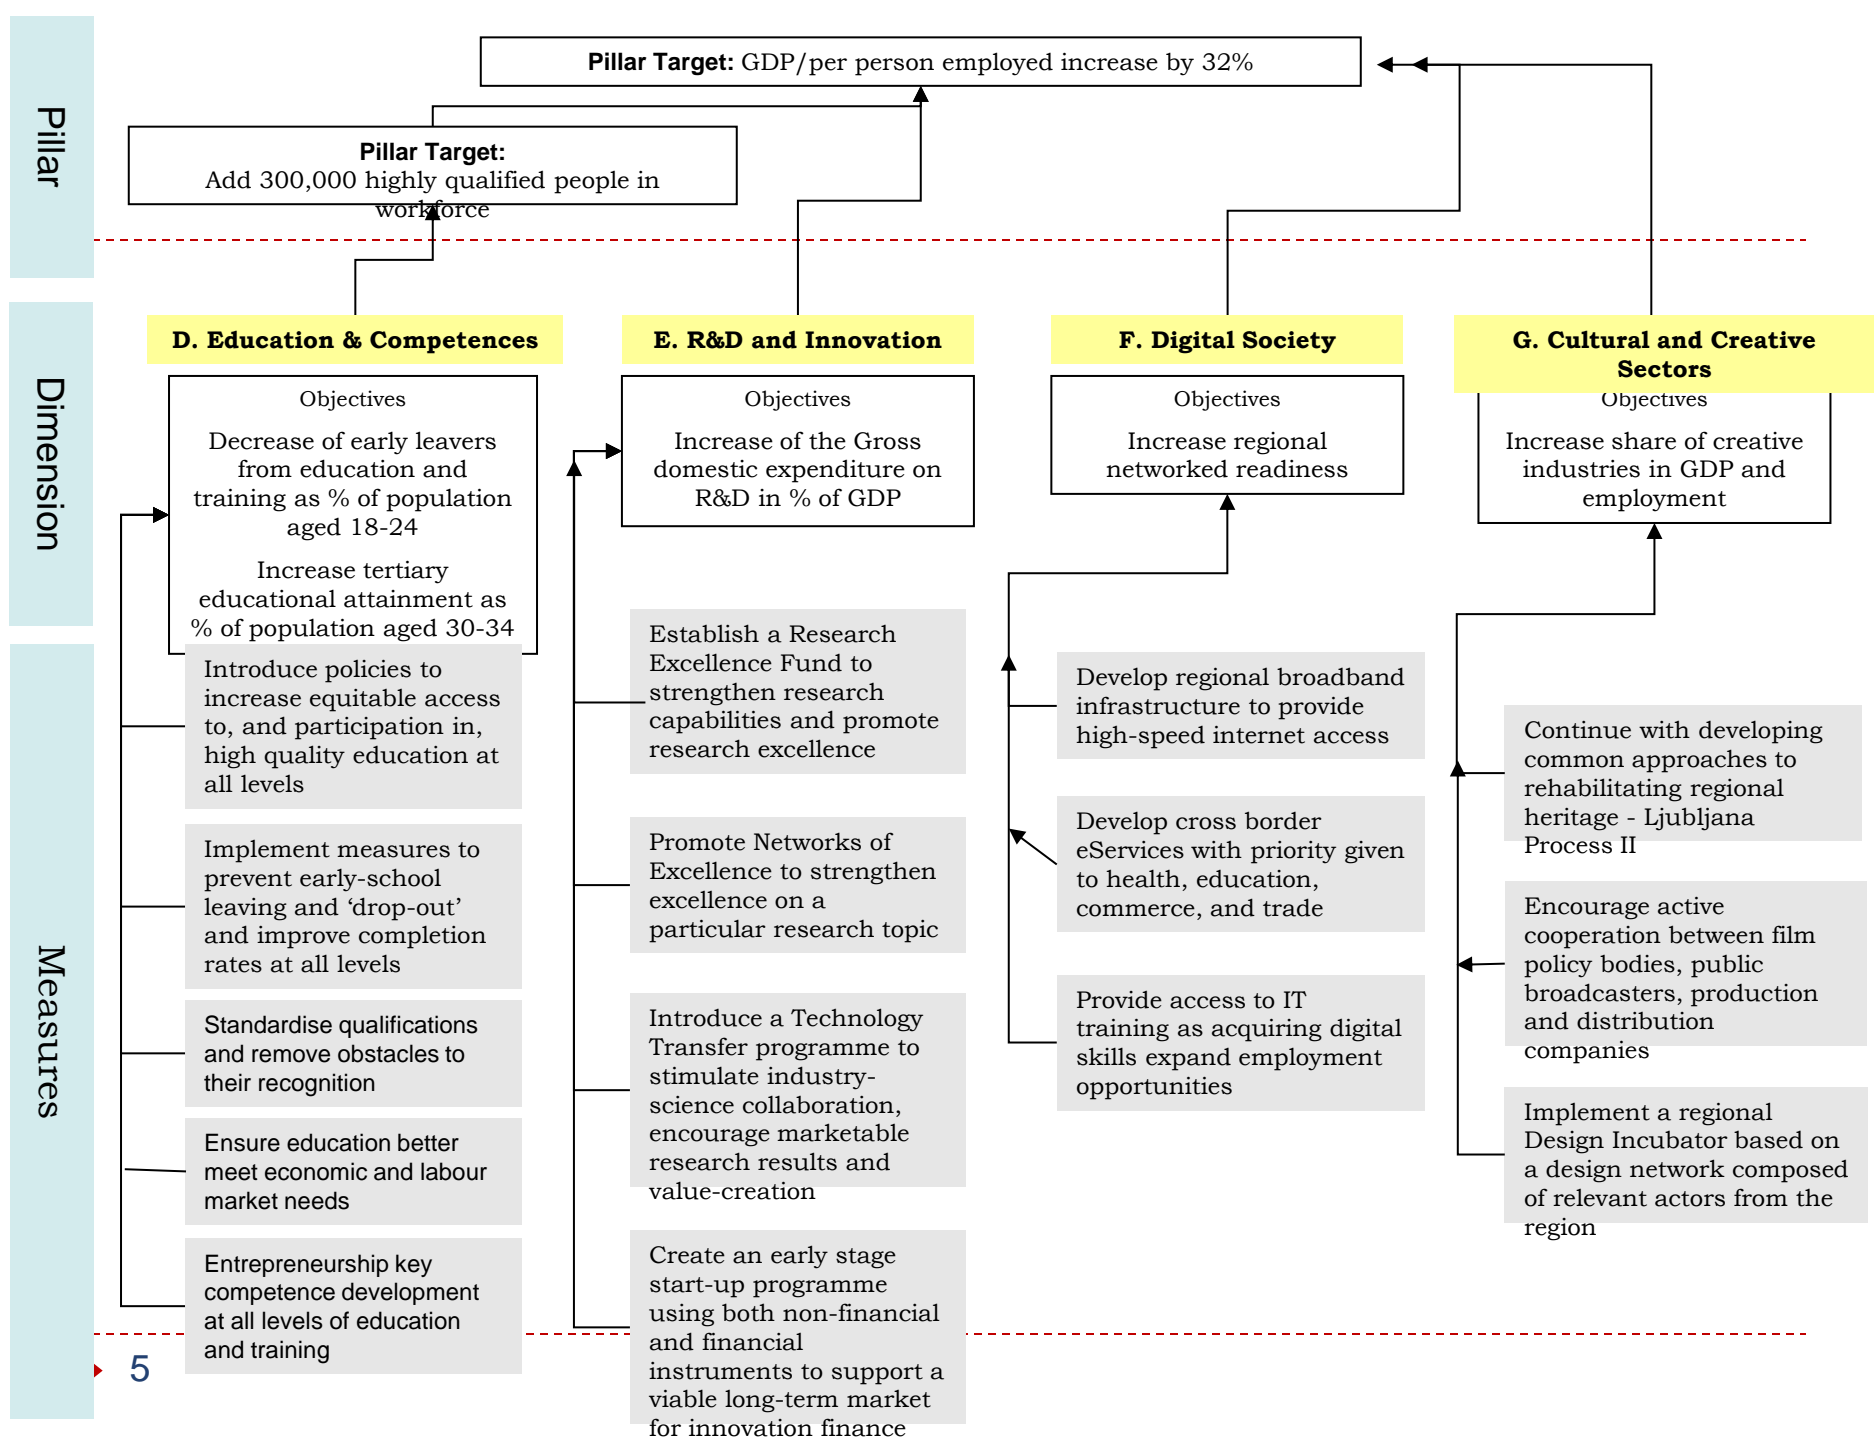 Pillar
Pillar Target: GDP/per person employed increase by 32%
Pillar Target:
Add 300,000 highly qualified people in
workforce
Dimension
D. Education & Competences
Objectives
Decrease of early leavers
from education and
training as % of population
aged 18-24
Increase tertiary
educational attainment as
% of population aged 30-34
E. R&D and Innovation
Objectives
Increase of the Gross
domestic expenditure on
R&D in % of GDP
F. Digital Society
Objectives
Increase regional
networked readiness
G. Cultural and Creative
Sectors
Objectives
Increase share of creative
industries in GDP and
employment
Measures
Introduce policies to
increase equitable access
to, and participation in,
high quality education at
all levels
Implement measures to
prevent early-school
leaving and ‘drop-out’
and improve completion
rates at all levels
Standardise qualifications
and remove obstacles to
their recognition
Ensure education better
meet economic and labour
market needs
Entrepreneurship key
competence development
at all levels of education
and training
Establish a Research
Excellence Fund to
strengthen research
capabilities and promote
research excellence
Promote Networks of
Excellence to strengthen
excellence on a
particular research topic
Introduce a Technology
Transfer programme to
stimulate industry-
science collaboration,
encourage marketable
research results and
value-creation
Create an early stage
start-up programme
using both non-financial
and financial
instruments to support a
viable long-term market
for innovation finance
Develop regional broadband
infrastructure to provide
high-speed internet access
Develop cross border
eServices with priority given
to health, education,
commerce, and trade
Provide access to IT
training as acquiring digital
skills expand employment
opportunities
Continue with developing
common approaches to
rehabilitating regional
heritage - Ljubljana
Process II
Encourage active
cooperation between film
policy bodies, public
broadcasters, production
and distribution
companies
Implement a regional
Design Incubator based on
a design network composed
of relevant actors from the
region
5